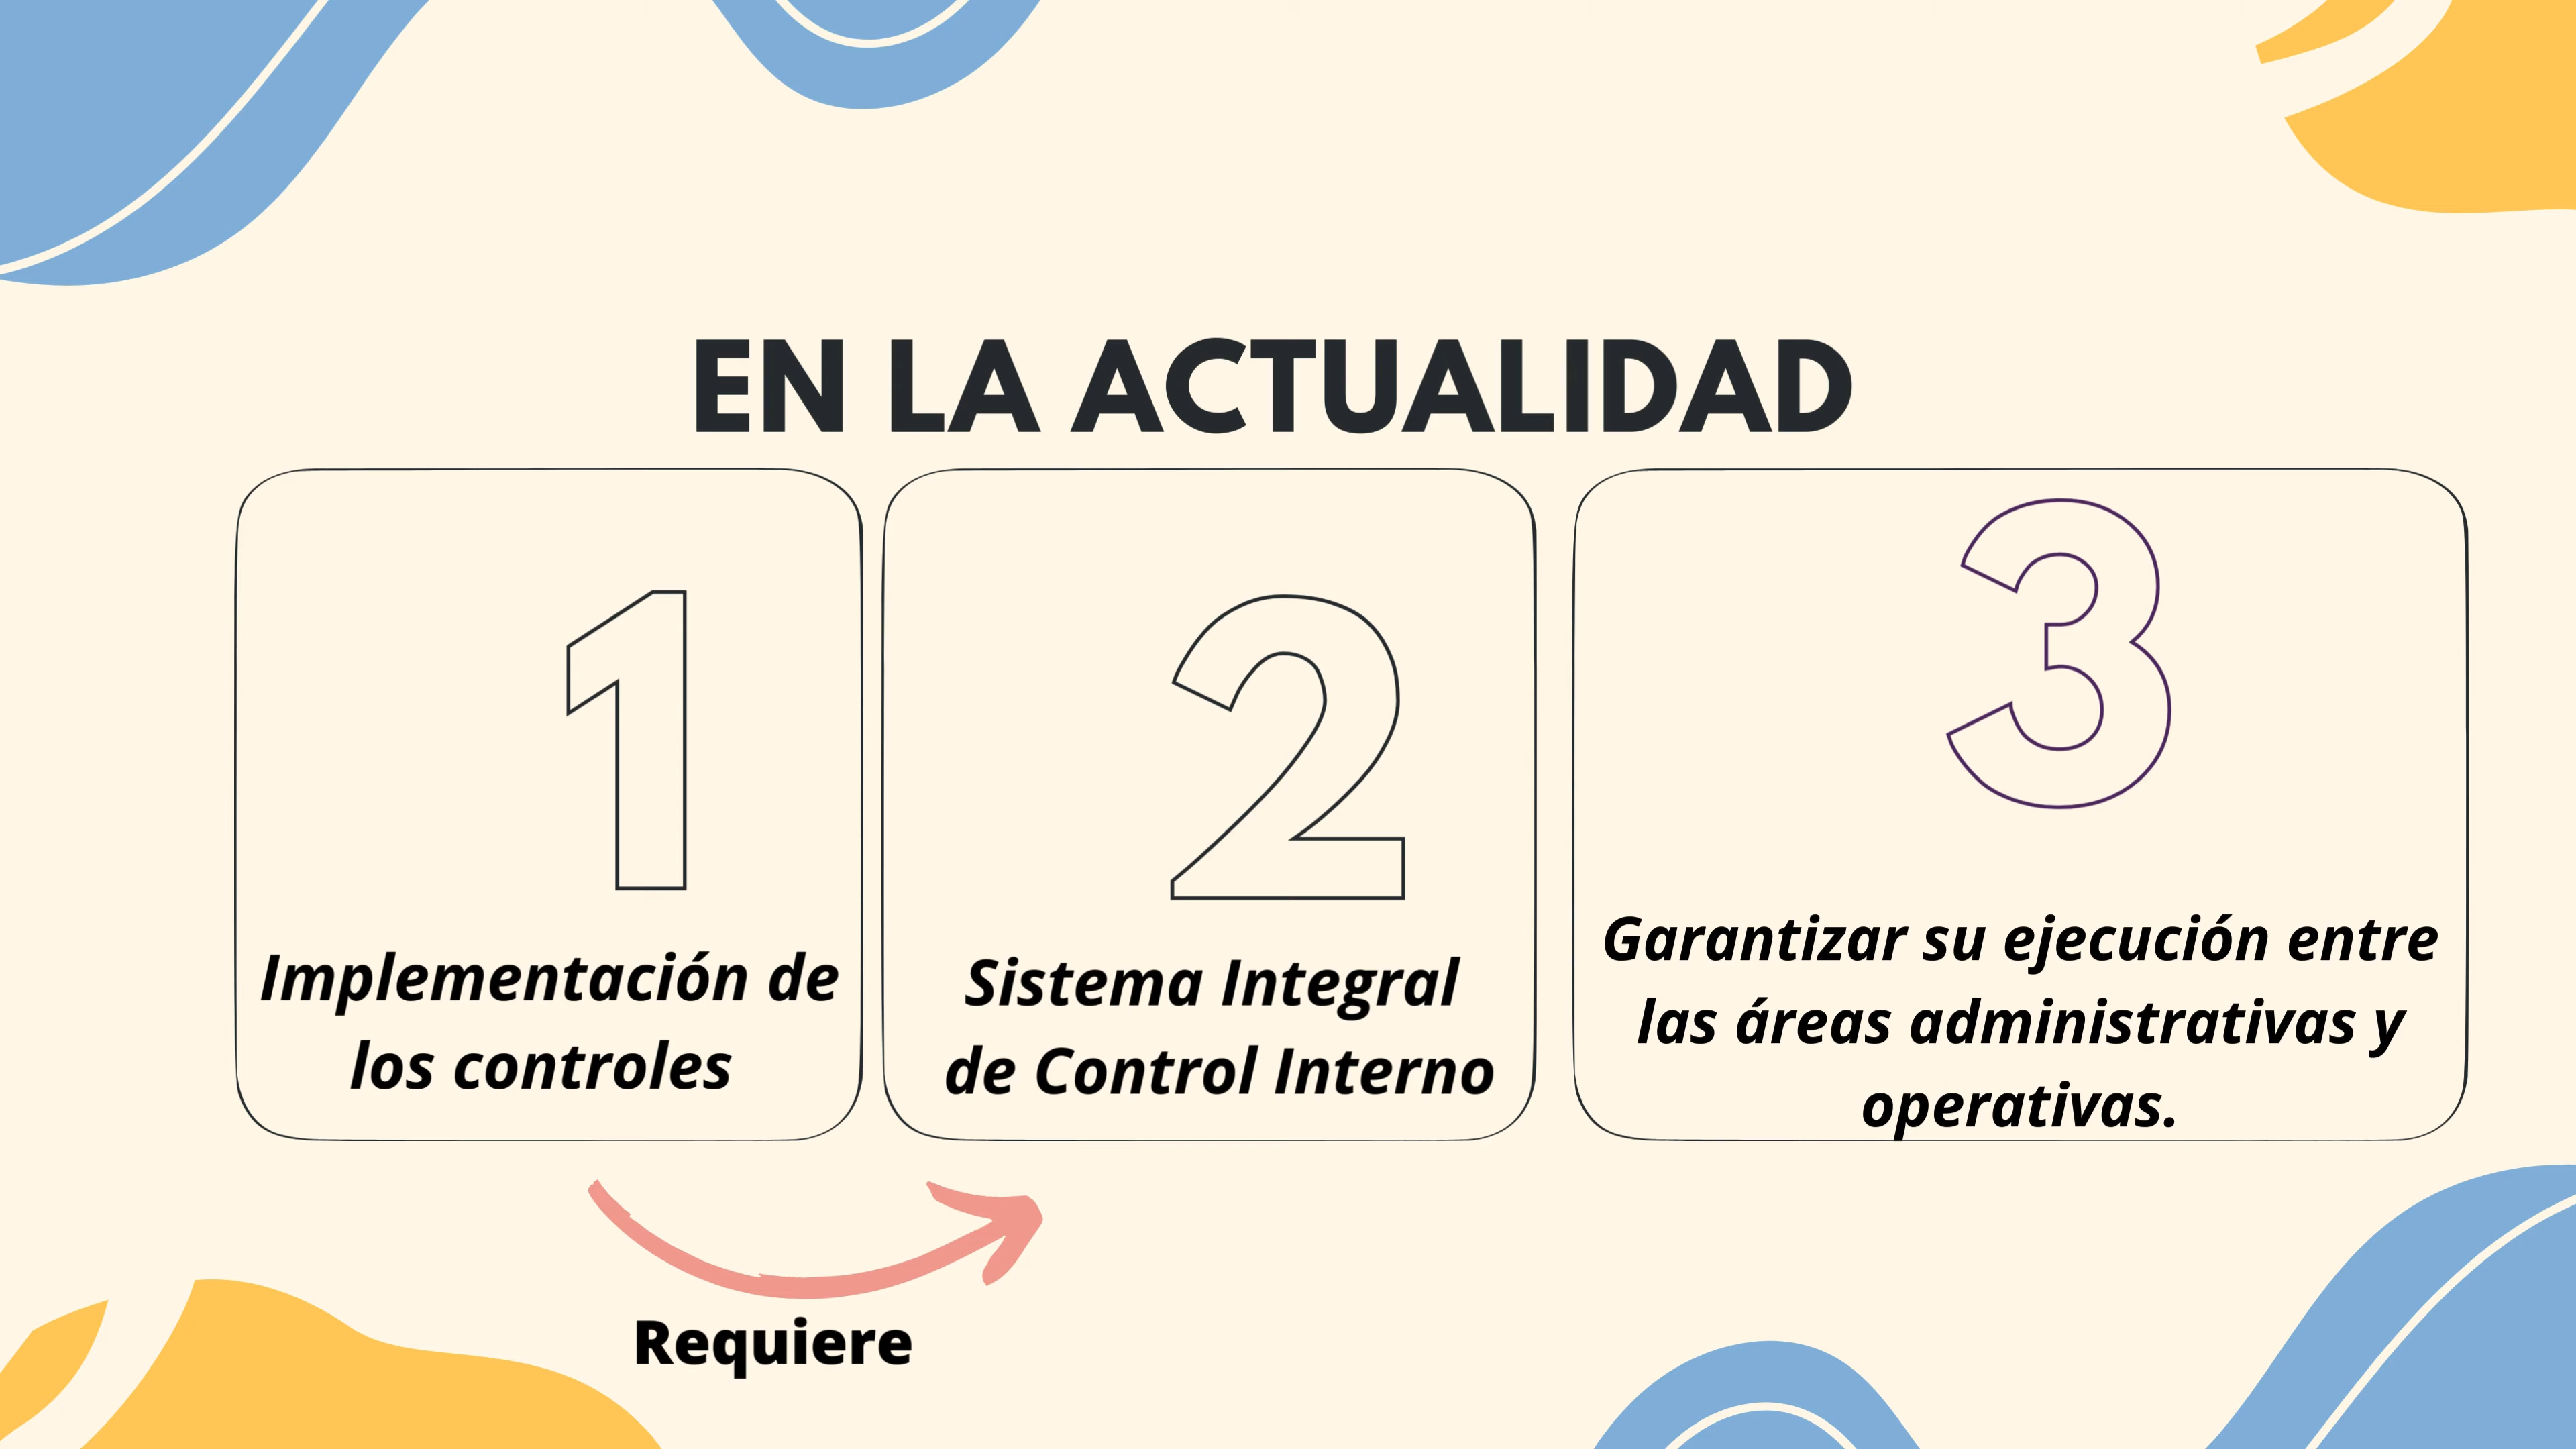 EN LA ACTUALIDAD
1
Implementación de
los controles
2
Sistema Integral
de Control Interno
3
Garantizar su ejecución entre
las áreas administrativas y
operativas.
Requiere